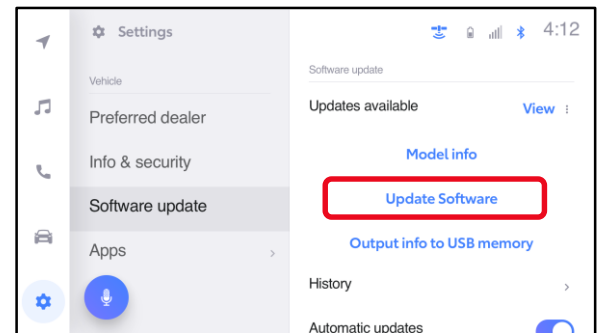 Settings
4:12
Vehicle
Preferred dealer
Info & security
Software update
Apps
Software update
Updates available
View
Model info
Update Software
Output info to USB memory
History
Automatic updates